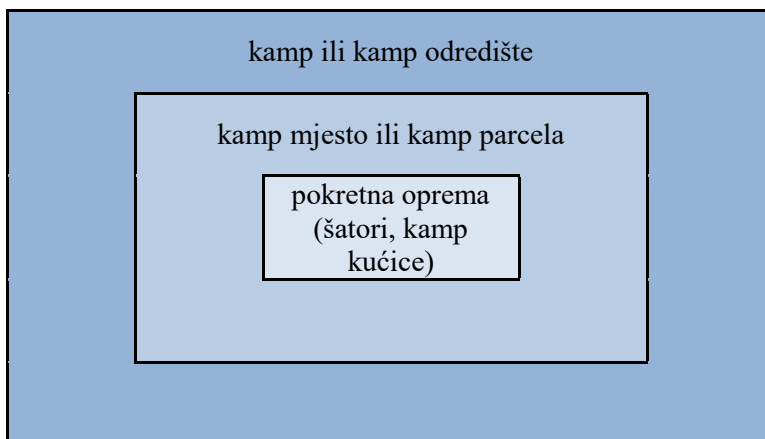 kamp ili kamp odredište
kamp mjesto ili kamp parcela
pokretna oprema
(šatori, kamp
kućice)